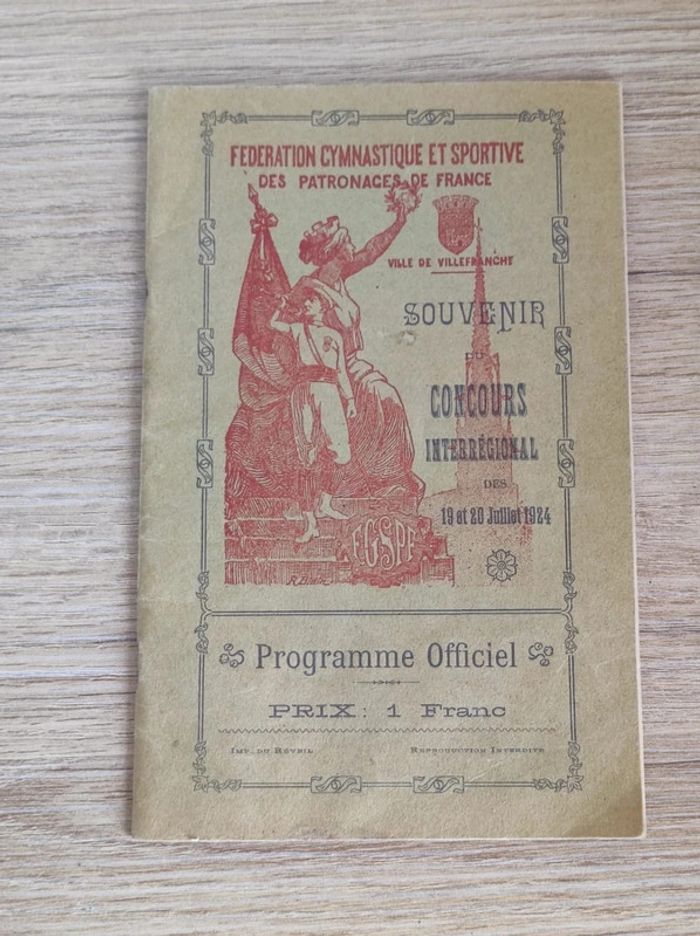 FEDERATION GYMNASTIQUE ET SPORTIVE
DES PATRONAGES DE FRANCE
VILLE DE VILLEFRANCHE
SOUVENIR
DU
CONCOURS
INTERRÉGIONAL
DES
19 et 20 Juillet 1924
FGSPF
Programme Officiel
PRIX: 1 Franc
IMP. DU RÉVEIL
REPRODUCTION INTERDITE